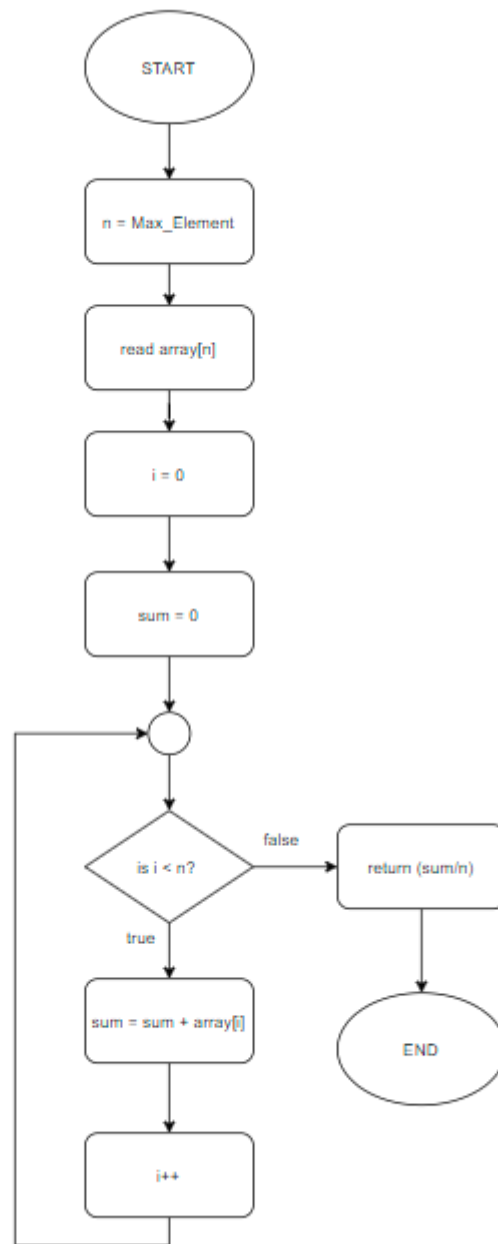 START
n = Max_Element
read array[n]
i = 0
sum = 0
is i < n?
false
return (sum/n)
true
sum = sum + array[i]
END
i++